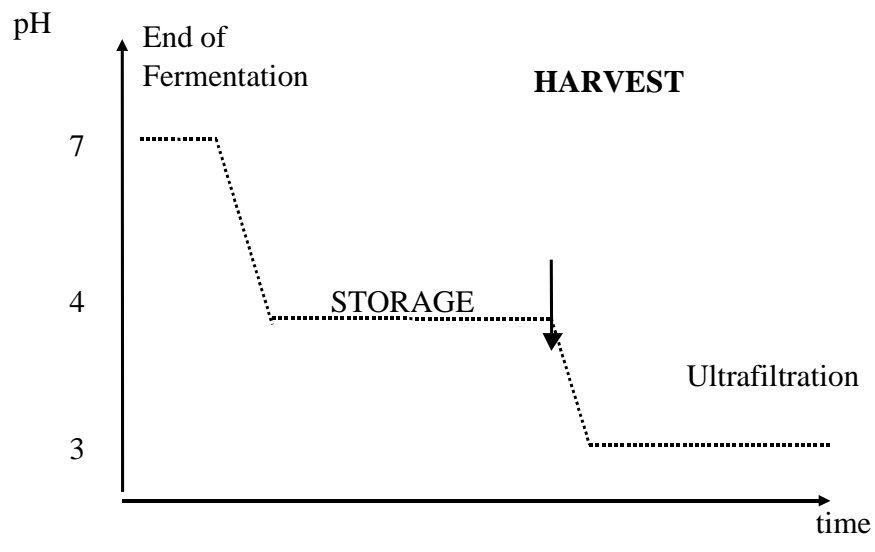 pH
End of
Fermentation
HARVEST
7
4
STORAGE
Ultrafiltration
3
time